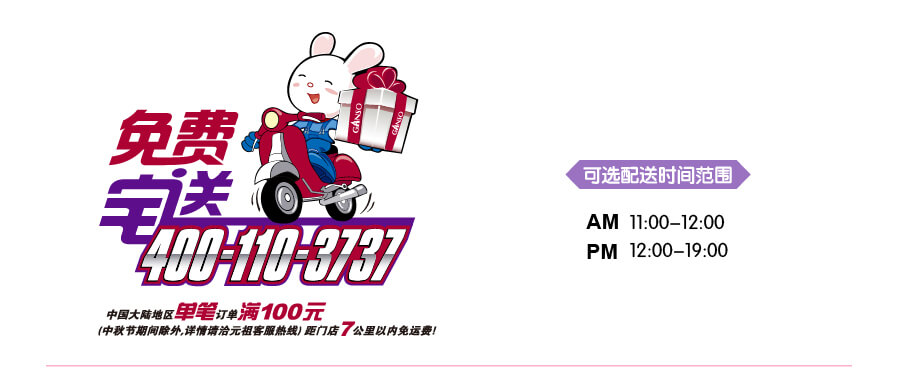 免费
宅送
400-110-3737
GANSO
GANSO
中国大陆地区单笔订单满100元
(中秋节期间除外,详情请洽元祖客服热线) 距门店7公里以内免运费!
可选配送时间范围
AM 11:00-12:00
PM 12:00-19:00